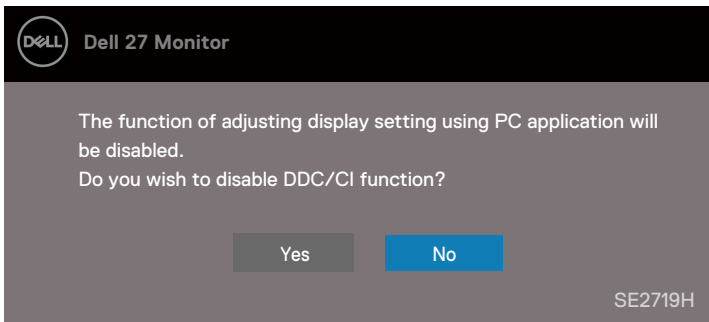 DELL
Dell 27 Monitor
The function of adjusting display setting using PC application will
be disabled.
Do you wish to disable DDC/CI function?
Yes
No
SE2719H